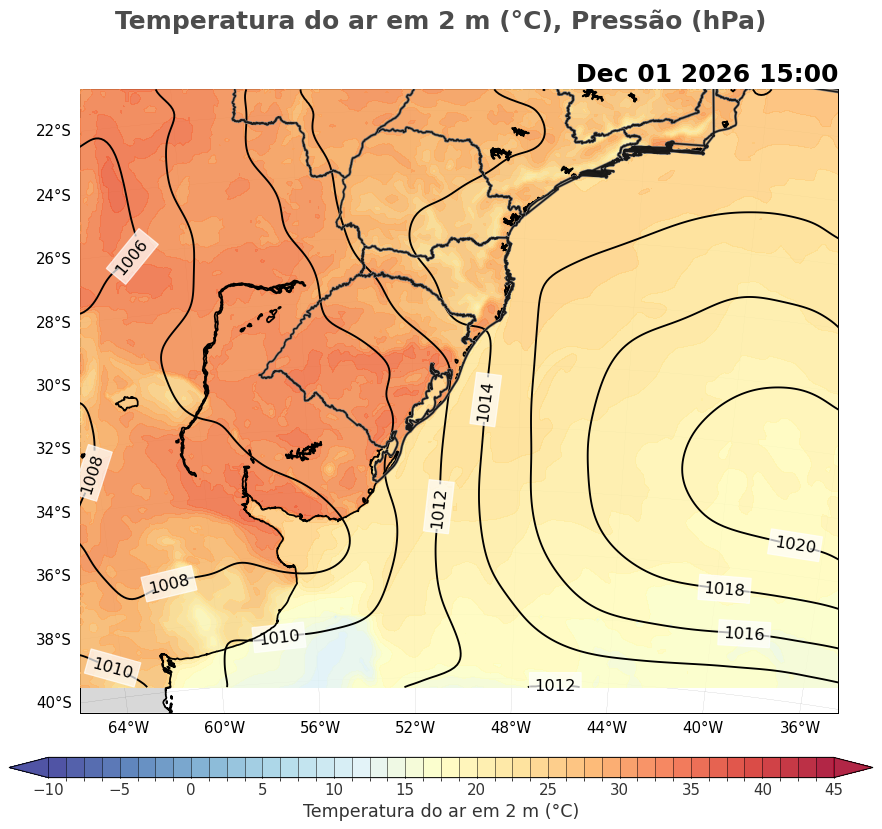 Temperatura do ar em 2 m (°C), Pressão (hPa)
Dec 01 2026 15:00
22°S
24°S
26°S
28°S
30°S
32°S
34°S
36°S
38°S
40°S
1006
1014
1008
1012
1020
1008
1018
1010
1016
1010
1012
64°W 60°W 56°W 52°W 48°W 44°W 40°W 36°W
−10 −5 0 5 10 15 20 25 30 35 40 45
Temperatura do ar em 2 m (°C)